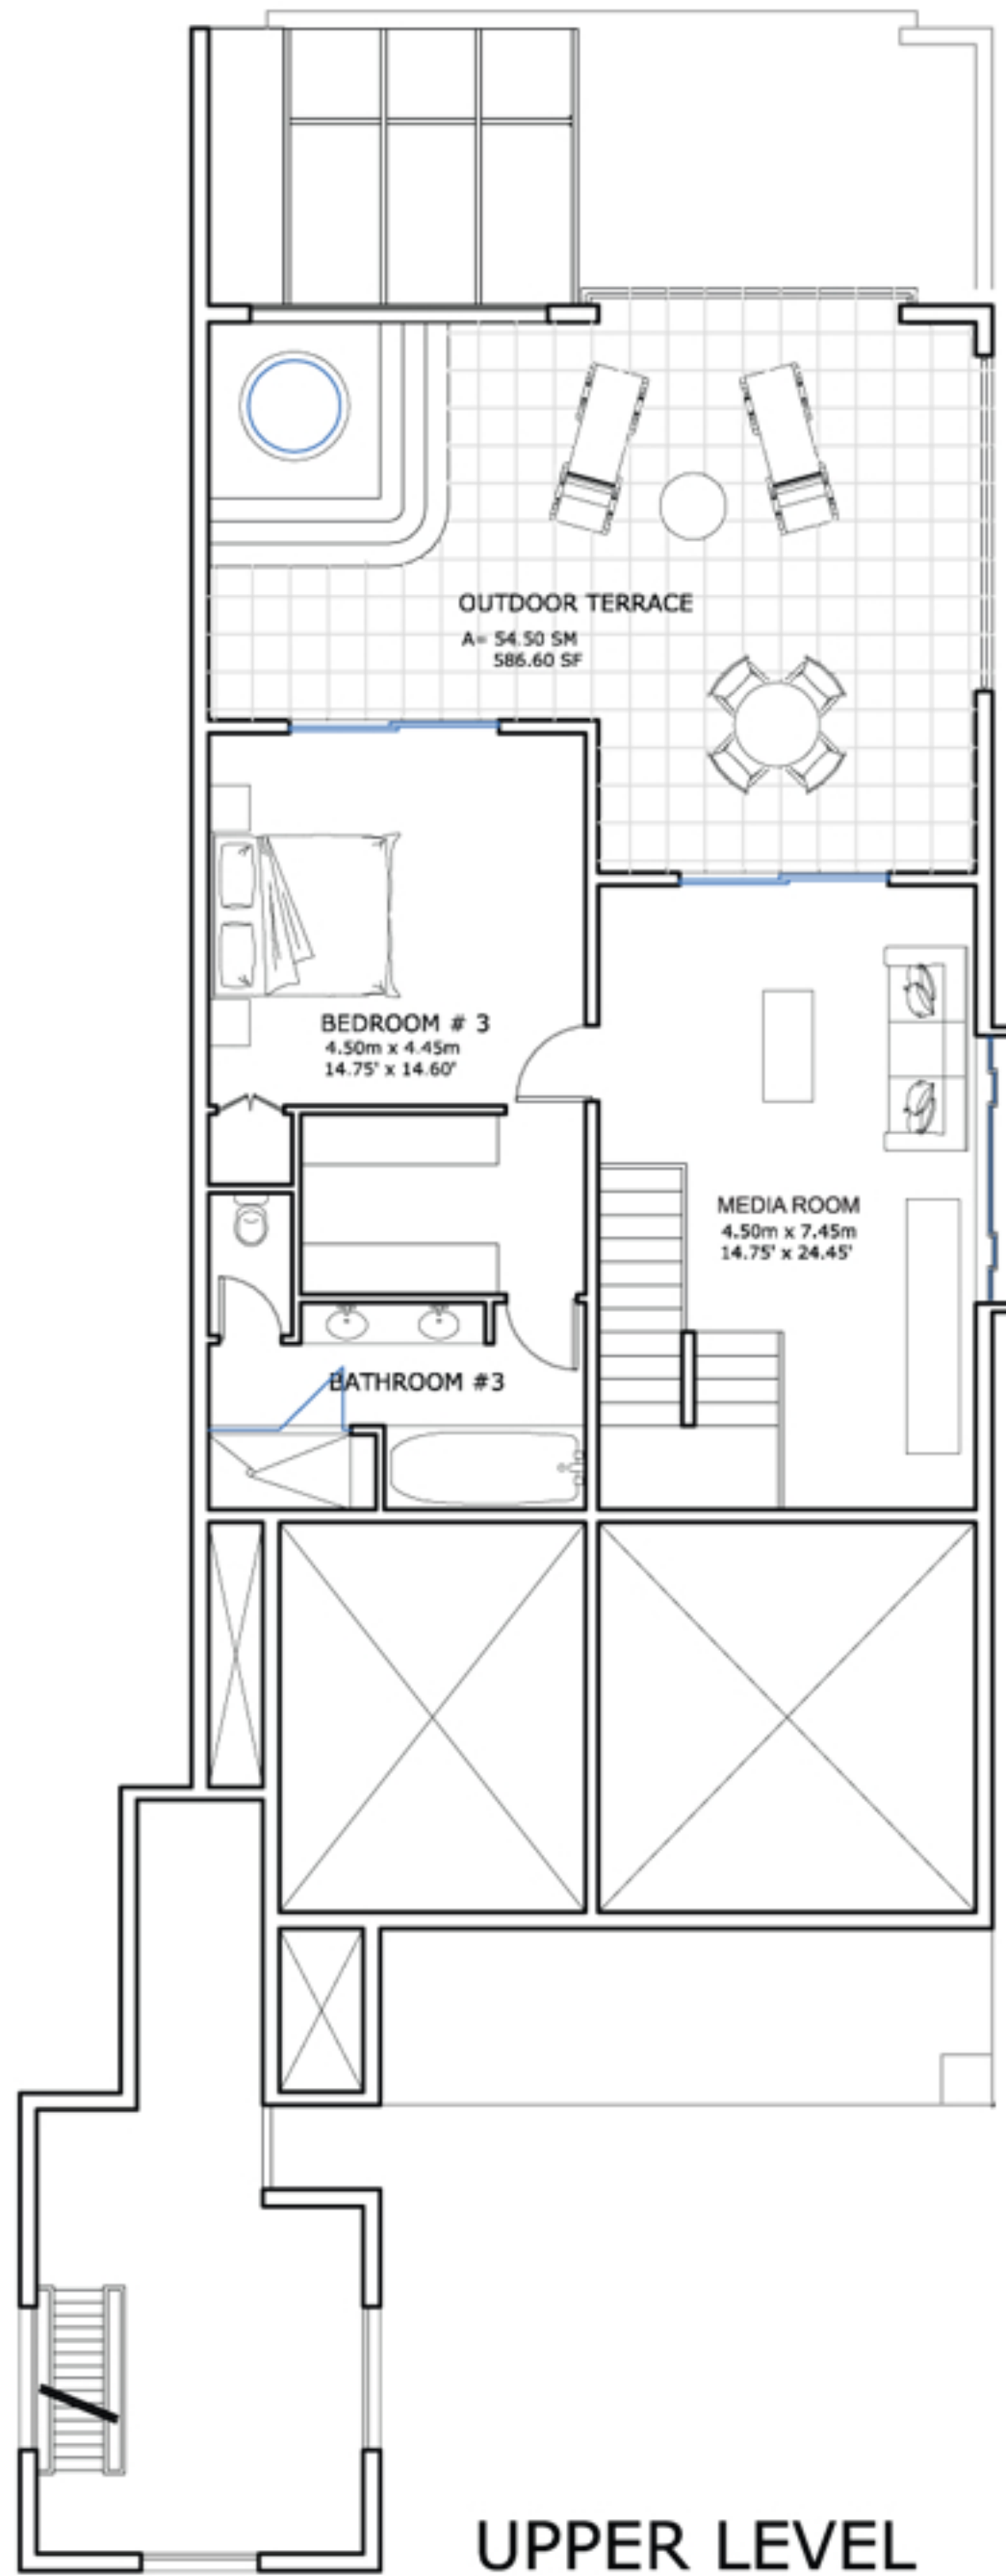 OUTDOOR TERRACE
A= 54.50 SM
586.60 SF
BEDROOM # 3
4.50m x 4.45m
14.75' x 14.60'
MEDIA ROOM
4.50m x 7.45m
14.75' x 24.45'
BATHROOM #3
UPPER LEVEL